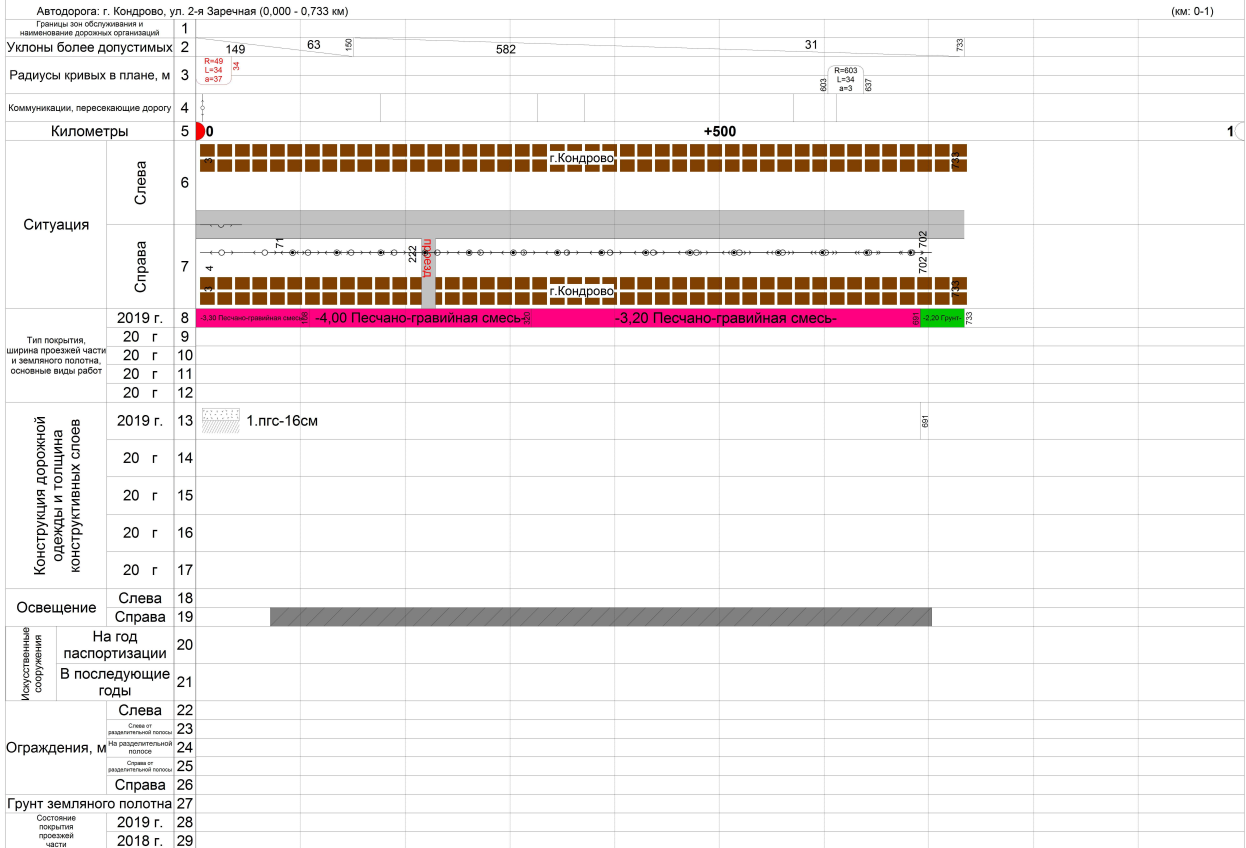 Автодорога: г. Кондрово, ул. 2-я Заречная (0,000 - 0,733 км)
(км: 0-1)
Границы зон обслуживания и
наименование дорожных организаций
1
Уклоны более допустимых
2
149
63
150
582
31
733
Радиусы кривых в плане, м
3
R=49
L=34
a=37
34
603
R=603
L=34
a=3
637
Коммуникации, пересекающие дорогу
4
Километры
5
0
+500
1
Ситуация
Слева
6
3
г.Кондрово
733
Справа
7
4
71
222
проезд
702
702
3
г.Кондрово
733
Тип покрытия,
ширина проезжей части
и земляного полотна,
основные виды работ
2019 г.
8
Песчано-гравийная смесь-
-4,00 Песчано-гравийная смесь-
-3,20 Песчано-гравийная смесь-
691
-2,20 Грунт-
733
20 г
9
20 г
10
20 г
11
20 г
12
Конструкция дорожной
одежды и толщина
конструктивных слоев
2019 г.
13
1.пгс-16см
691
20 г
14
20 г
15
20 г
16
20 г
17
Освещение
Слева
18
Справа
19
Искусственные
сооружения
На год
паспортизации
20
В последующие
годы
21
Ограждения, м
Слева
22
Слева от
разделительной полосы
23
На разделительной
полосе
24
Справа от
разделительной полосы
25
Справа
26
Грунт земляного полотна
27
Состояние
покрытия
проезжей
части
2019 г.
28
2018 г.
29